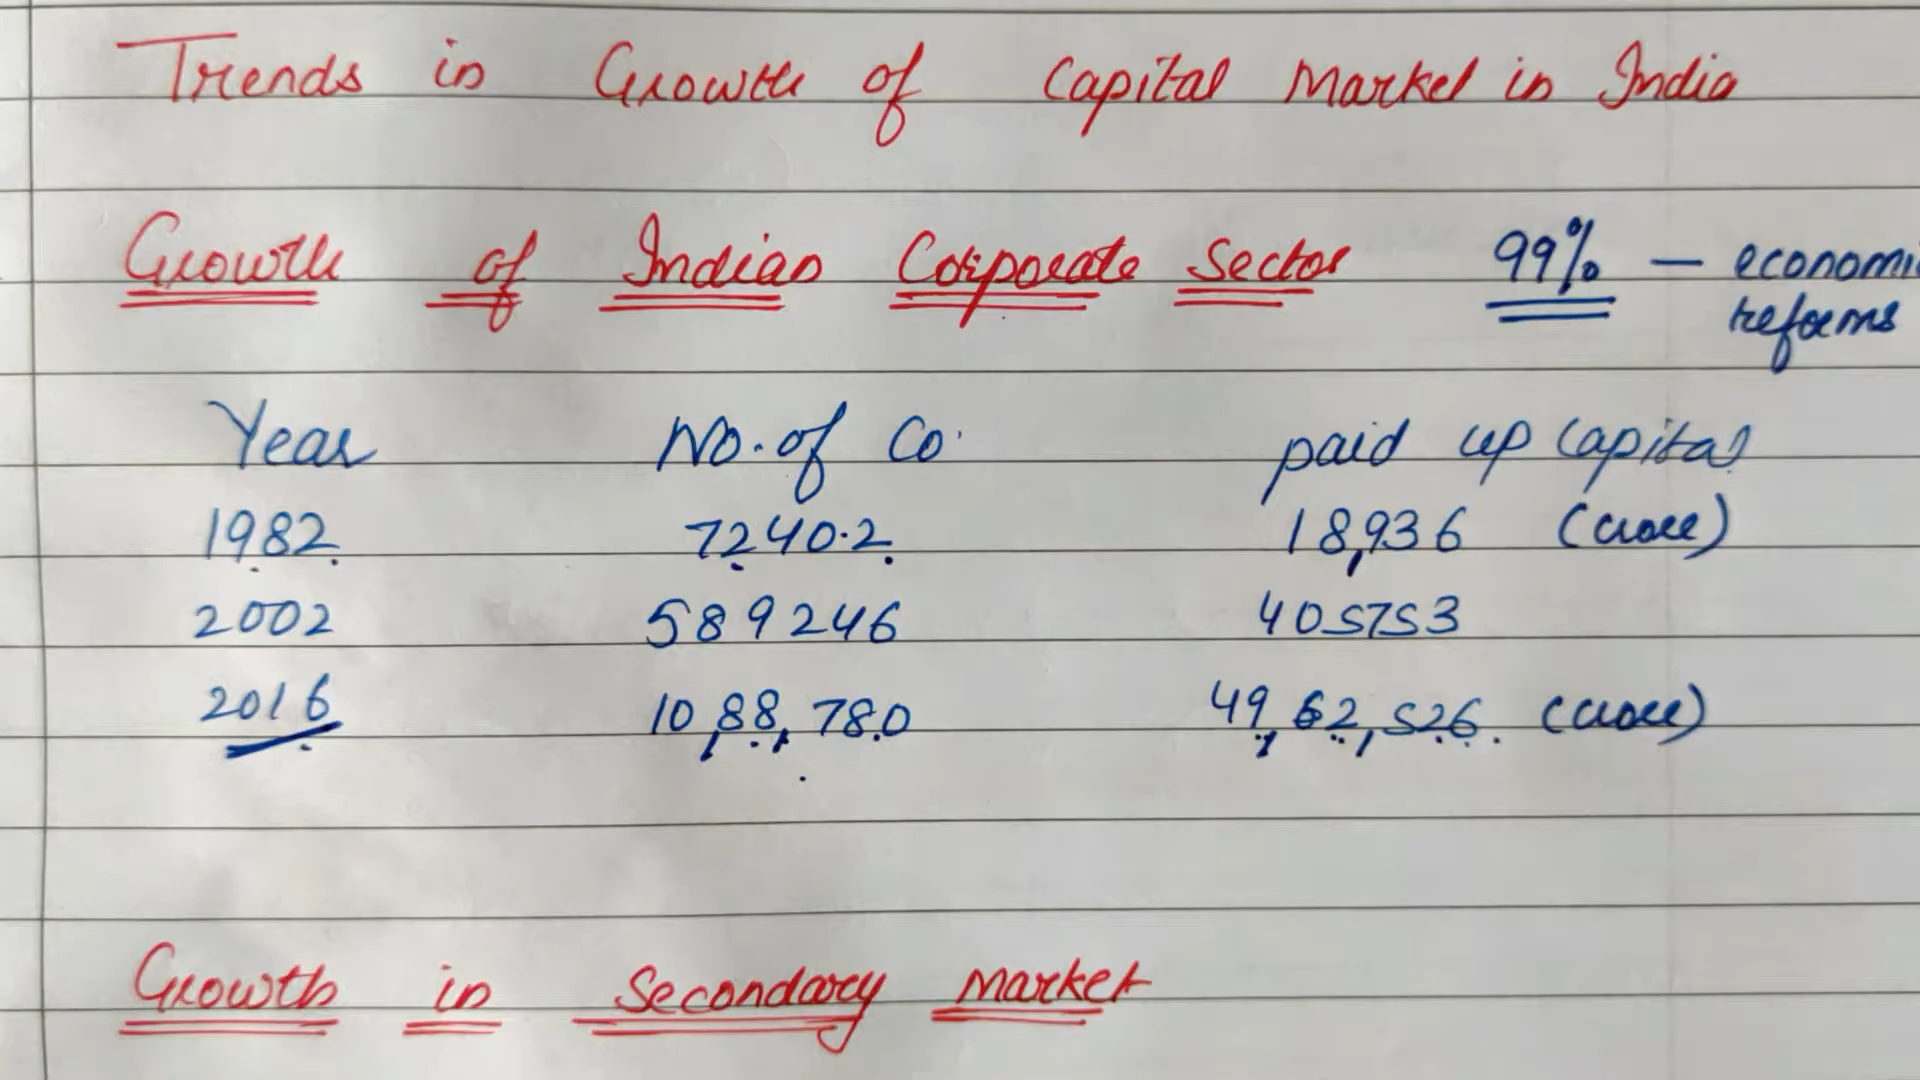 Trends in Growth of Capital Market in India
Growth of Indian Corporate Sector 99% — economic
reforms
Year No. of Co. paid up Capital
1982 7240.2 18,936 (crore)
2002 589246 405753
2016 10,88,780 49,62,526. (crore)
Growth in Secondary Market